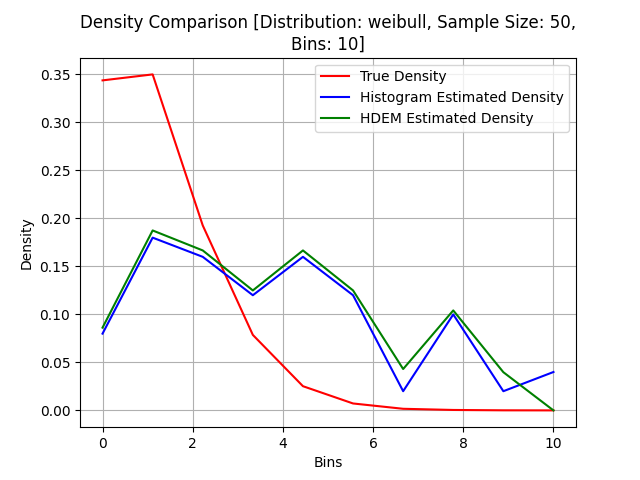 Density Comparison [Distribution: weibull, Sample Size: 50,
Bins: 10]
True Density
Histogram Estimated Density
HDEM Estimated Density
Density
0.35
0.30
0.25
0.20
0.15
0.10
0.05
0.00
0 2 4 6 8 10
Bins